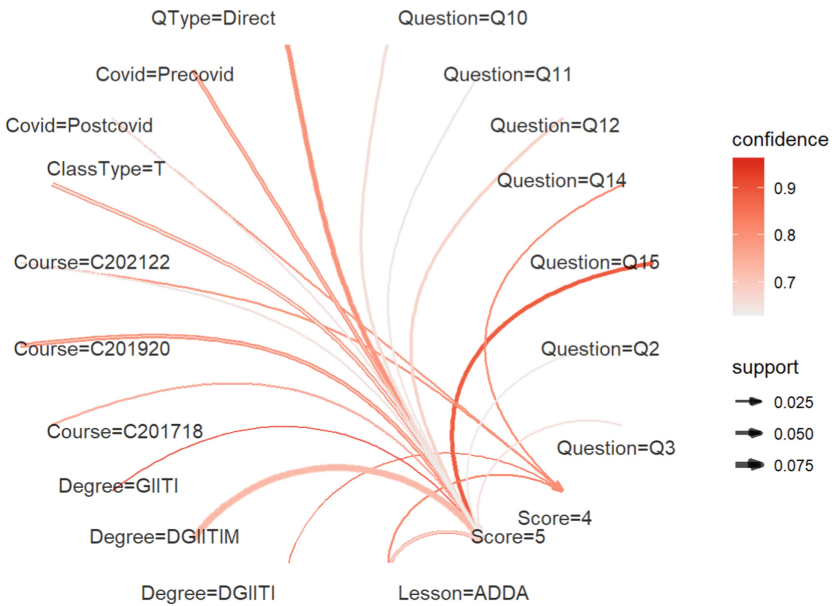 QType=Direct
Question=Q10
Covid=Precovid
Question=Q11
Covid=Postcovid
Question=Q12
ClassType=T
Question=Q14
Course=C202122
Question=Q15
Course=C201920
Question=Q2
Course=C201718
Question=Q3
Degree=GIITI
Degree=DGIITIM
Score=4
Score=5
Degree=DGIITI
Lesson=ADDA
confidence
0.9
0.8
0.7
support
0.025
0.050
0.075